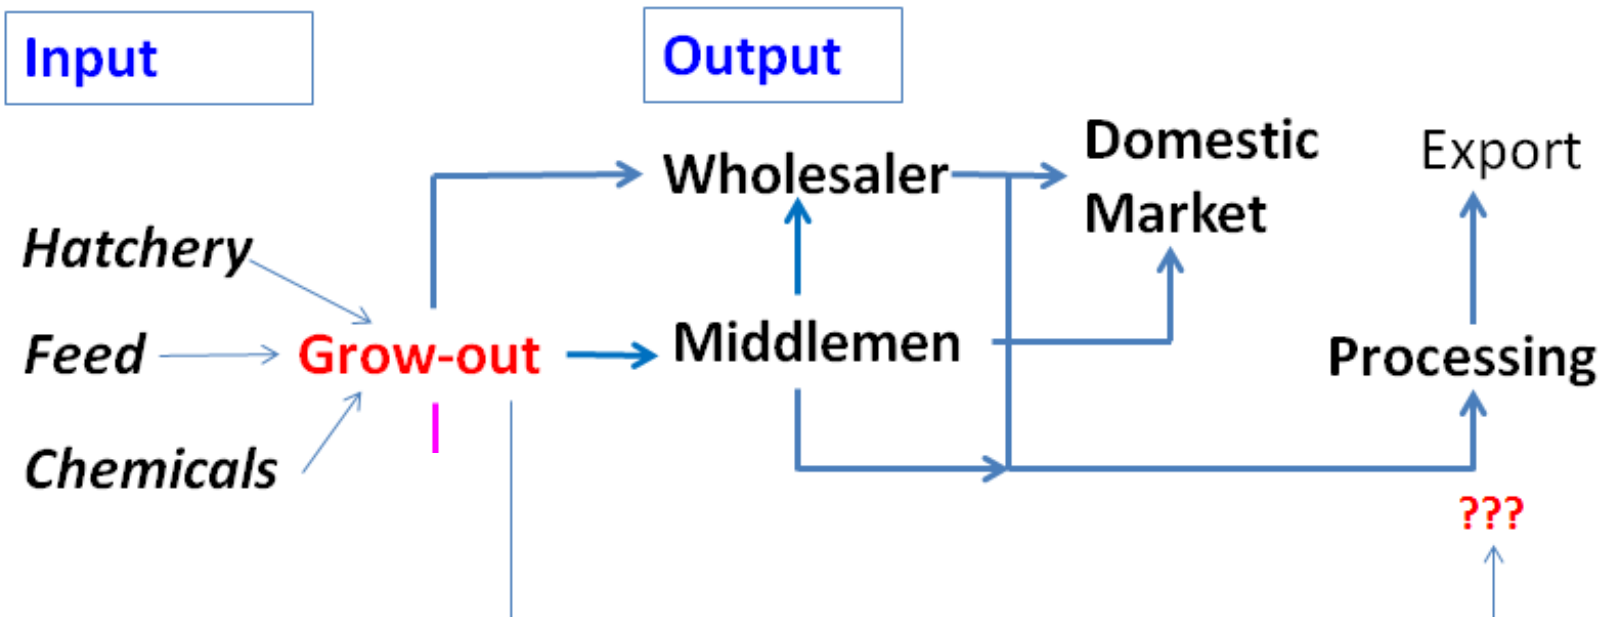 Input
Output
Wholesaler
Domestic
Market
Export
Hatchery
Feed
Grow-out
Middlemen
Processing
Chemicals
???